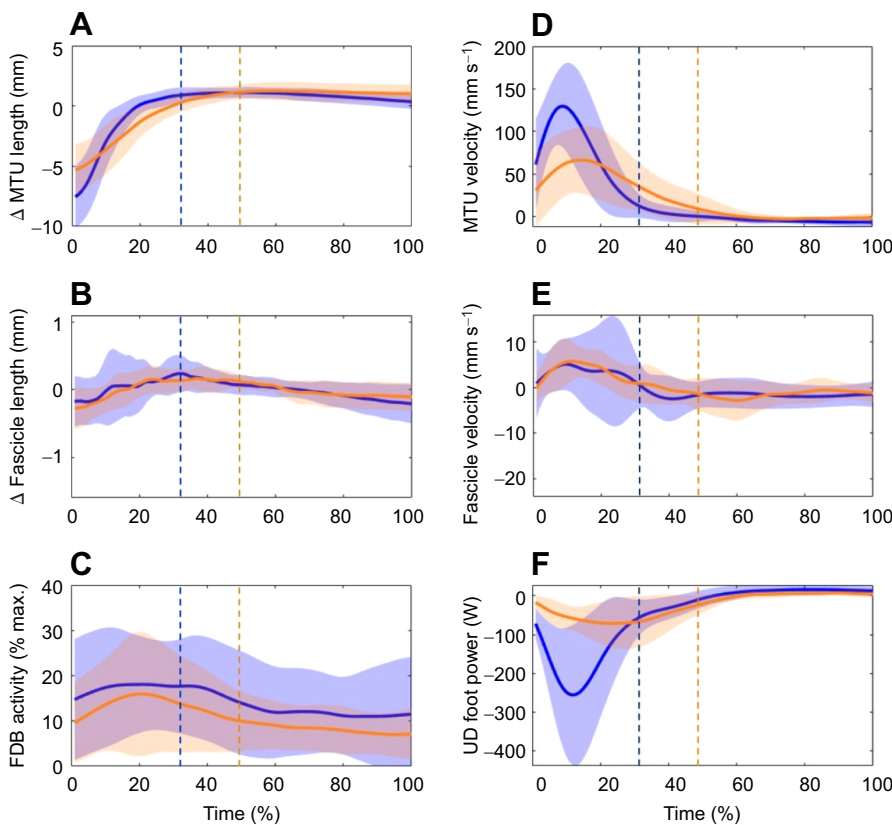 A
Δ MTU length (mm)
5
0
−5
−10
0 20 40 60 80 100
D
MTU velocity (mm s⁻¹)
200
150
100
50
0
0 20 40 60 80 100
B
Δ Fascicle length (mm)
1
0
−1
0 20 40 60 80 100
E
Fascicle velocity (mm s⁻¹)
10
0
−10
−20
0 20 40 60 80 100
C
FDB activity (% max.)
40
30
20
10
0
0 20 40 60 80 100
Time (%)
F
UD foot power (W)
0
−100
−200
−300
−400
0 20 40 60 80 100
Time (%)